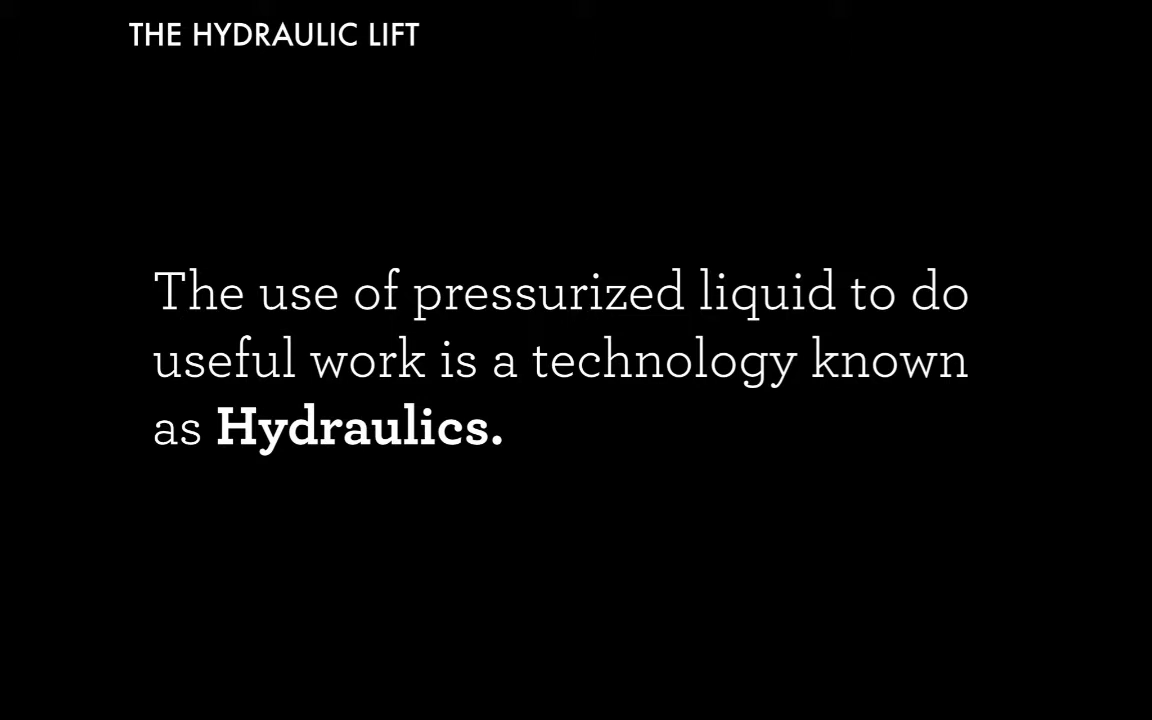 THE HYDRAULIC LIFT
The use of pressurized liquid to do
useful work is a technology known
as Hydraulics.